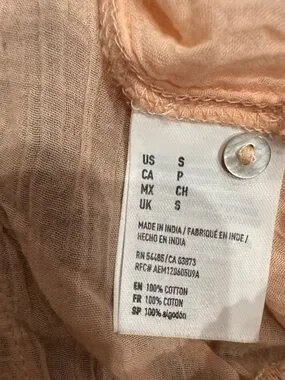 US S
CA P
MX CH
UK S
MADE IN INDIA / FABRIQUÉ EN INDE /
HECHO EN INDIA
RN 54485/CA 03873
RFC# AEM120605U9A
EN 100% COTTON
FR 100% COTON
SP 100% algodón